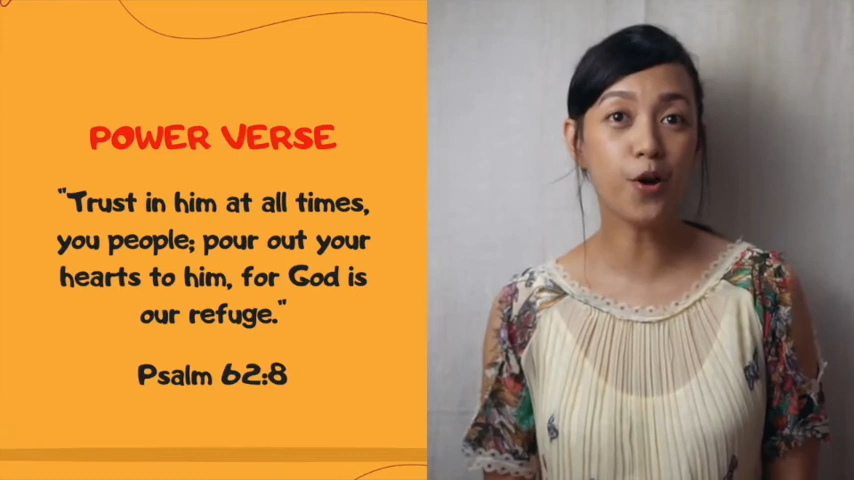 POWER VERSE
"Trust in him at all times,
you people; pour out your
hearts to him, for God is
our refuge."
Psalm 62:8